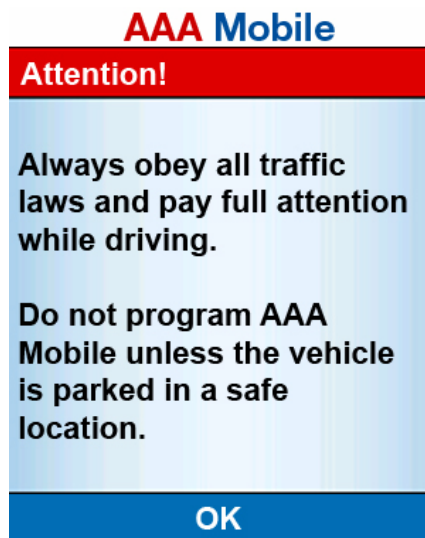 AAA Mobile
Attention!
Always obey all traffic
laws and pay full attention
while driving.
Do not program AAA
Mobile unless the vehicle
is parked in a safe
location.
OK